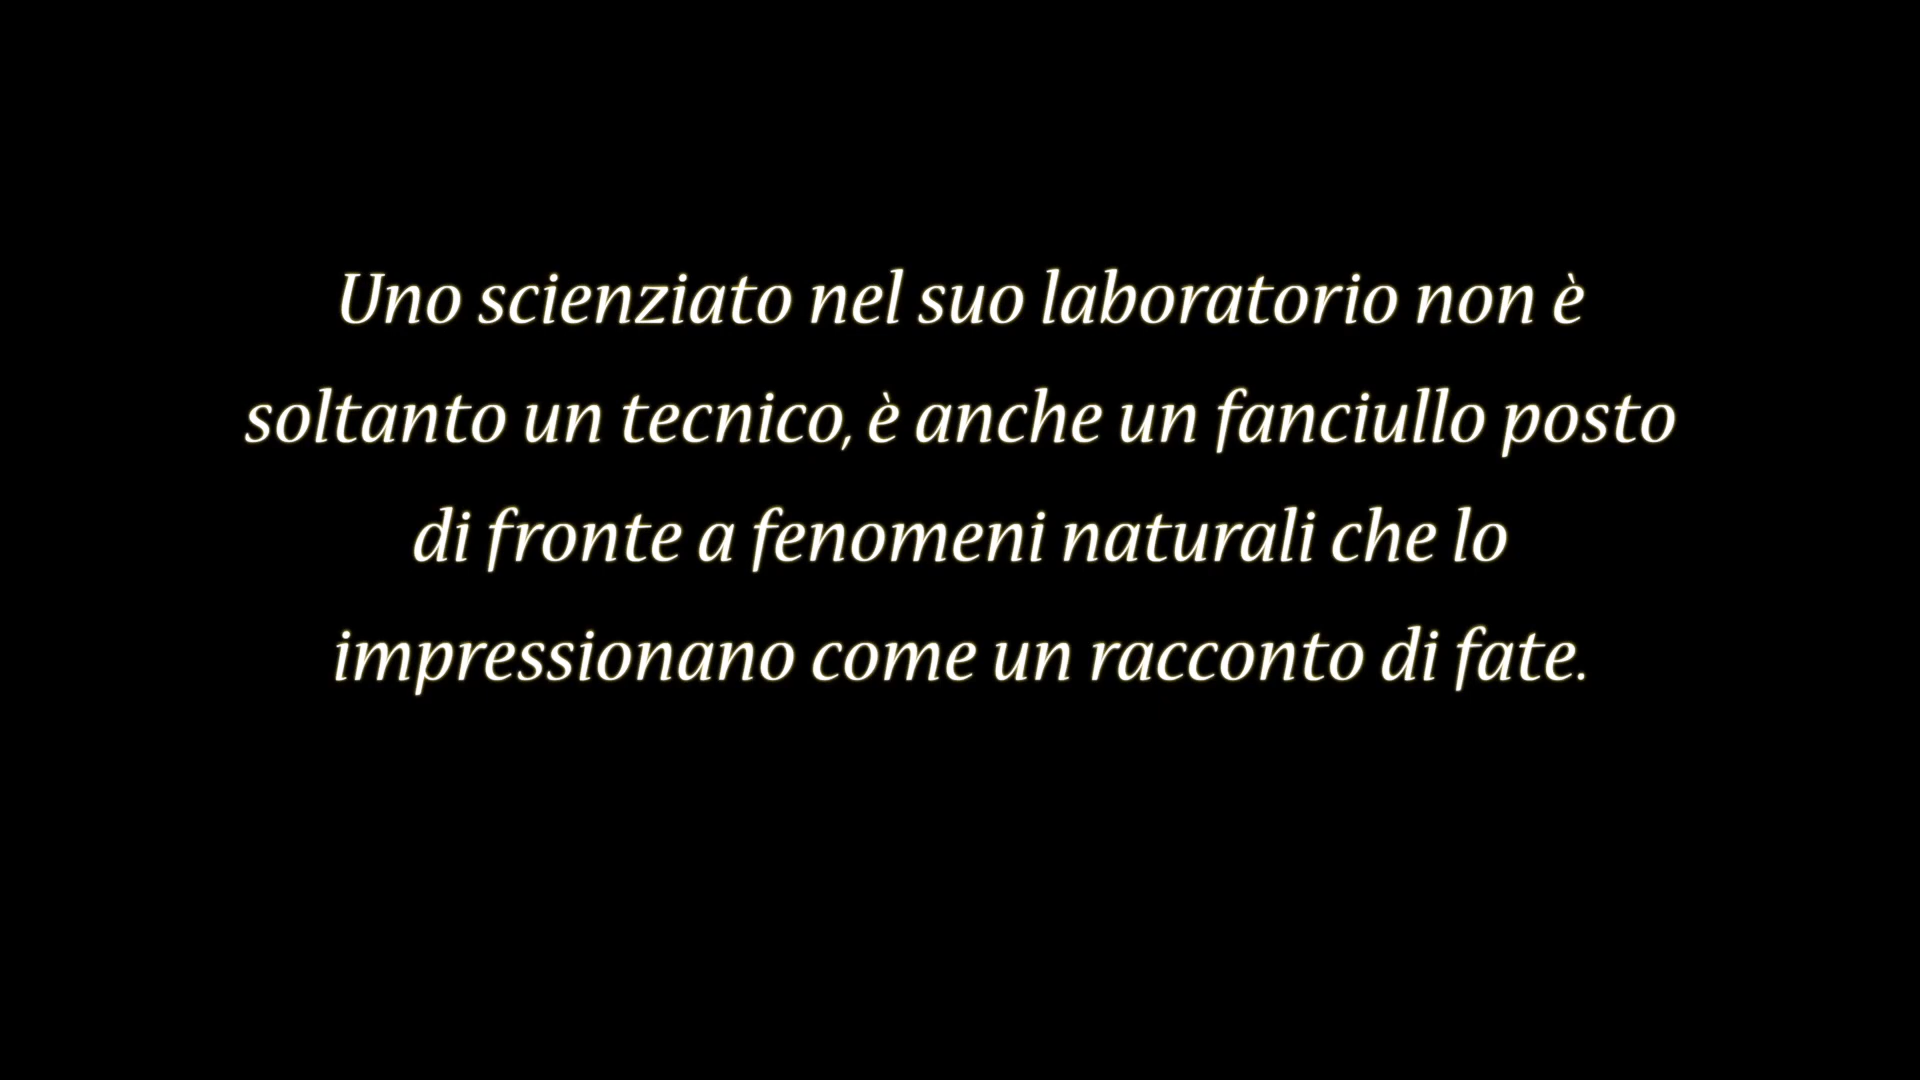 Uno scienziato nel suo laboratorio non è
soltanto un tecnico, è anche un fanciullo posto
di fronte a fenomeni naturali che lo
impressionano come un racconto di fate.